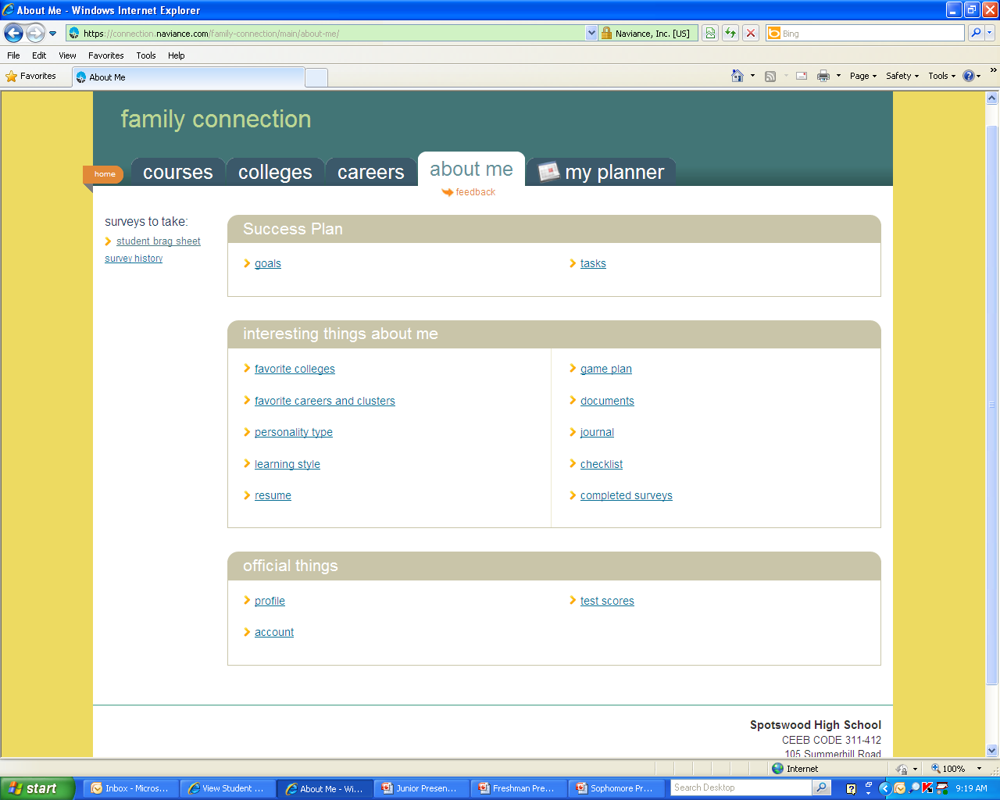 About Me - Windows Internet Explorer
https://connection.naviance.com/family-connection/main/about-me/
Naviance, Inc. [US]
Bing
File Edit View Favorites Tools Help
Favorites
About Me
Page Safety Tools »
family connection
home
courses
colleges
careers
about me
my planner
feedback
surveys to take:
student brag sheet
survey history
Success Plan
goals
tasks
interesting things about me
favorite colleges
game plan
favorite careers and clusters
documents
personality type
journal
learning style
checklist
resume
completed surveys
official things
profile
test scores
account
Spotswood High School
CEEB CODE 311-412
105 Summerhill Road
Internet
100%
start
Inbox - Micros...
View Student ...
About Me - Wi...
Junior Presen...
Freshman Pre...
Sophomore Pr...
Search Desktop
9:19 AM